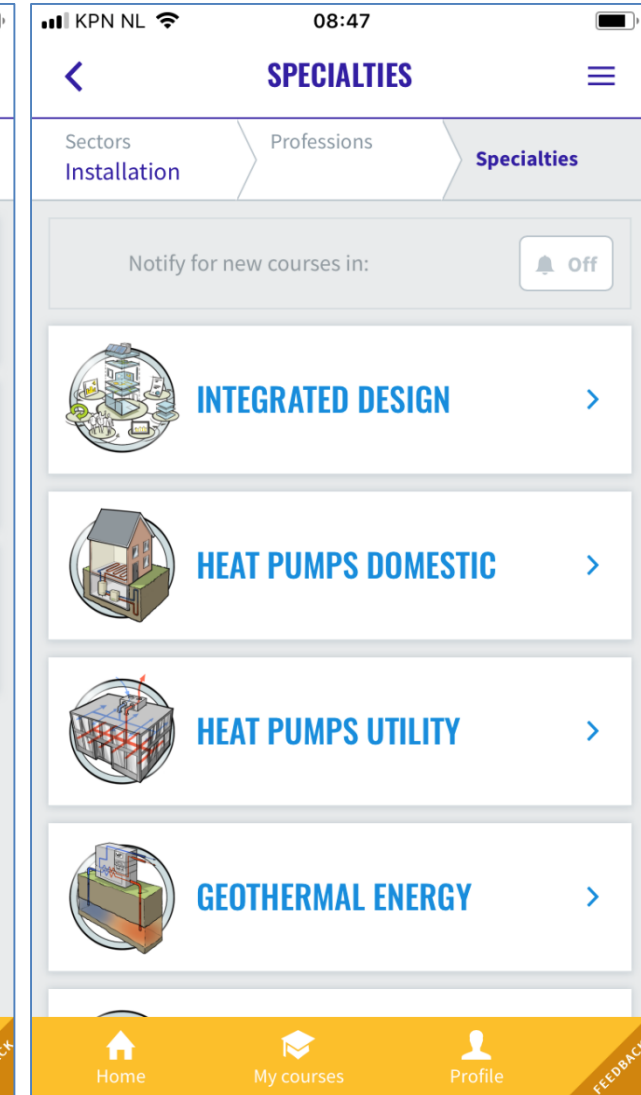 KPN NL
08:47
SPECIALTIES
Sectors
Installation
Professions
Specialties
Notify for new courses in:
Off
INTEGRATED DESIGN
HEAT PUMPS DOMESTIC
HEAT PUMPS UTILITY
GEOTHERMAL ENERGY
Home
My courses
Profile
FEEDBACK